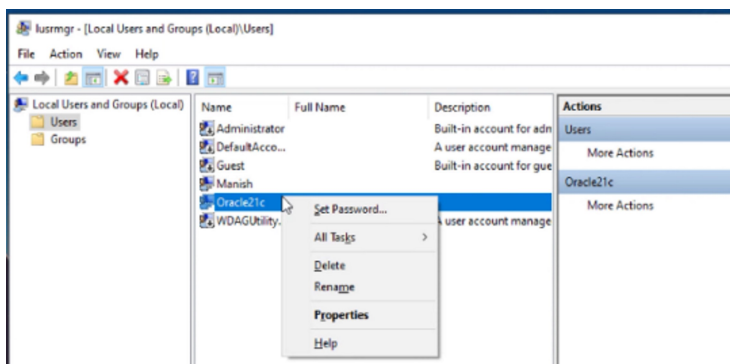 lusrmgr - [Local Users and Groups (Local)\Users]
File Action View Help
Local Users and Groups (Local)
Users
Groups
Name Full Name Description
Administrator Built-in account for adm
DefaultAcco... A user account manage
Guest Built-in account for gue
Manish
Oracle21c
WDAGUtility. A user account manage
Set Password...
All Tasks
Delete
Rename
Properties
Help
Actions
Users
More Actions
Oracle21c
More Actions